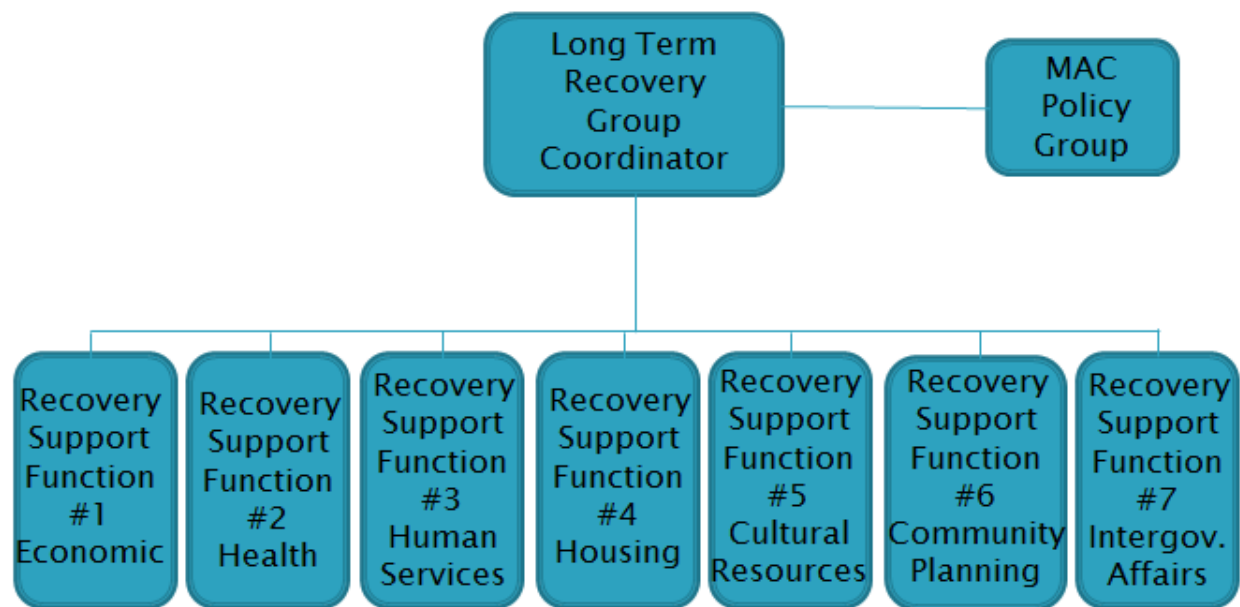 Long Term
Recovery
Group
Coordinator
MAC
Policy
Group
Recovery
Support
Function
#1
Economic
Recovery
Support
Function
#2
Health
Recovery
Support
Function
#3
Human
Services
Recovery
Support
Function
#4
Housing
Recovery
Support
Function
#5
Cultural
Resources
Recovery
Support
Function
#6
Community
Planning
Recovery
Support
Function
#7
Intergov.
Affairs